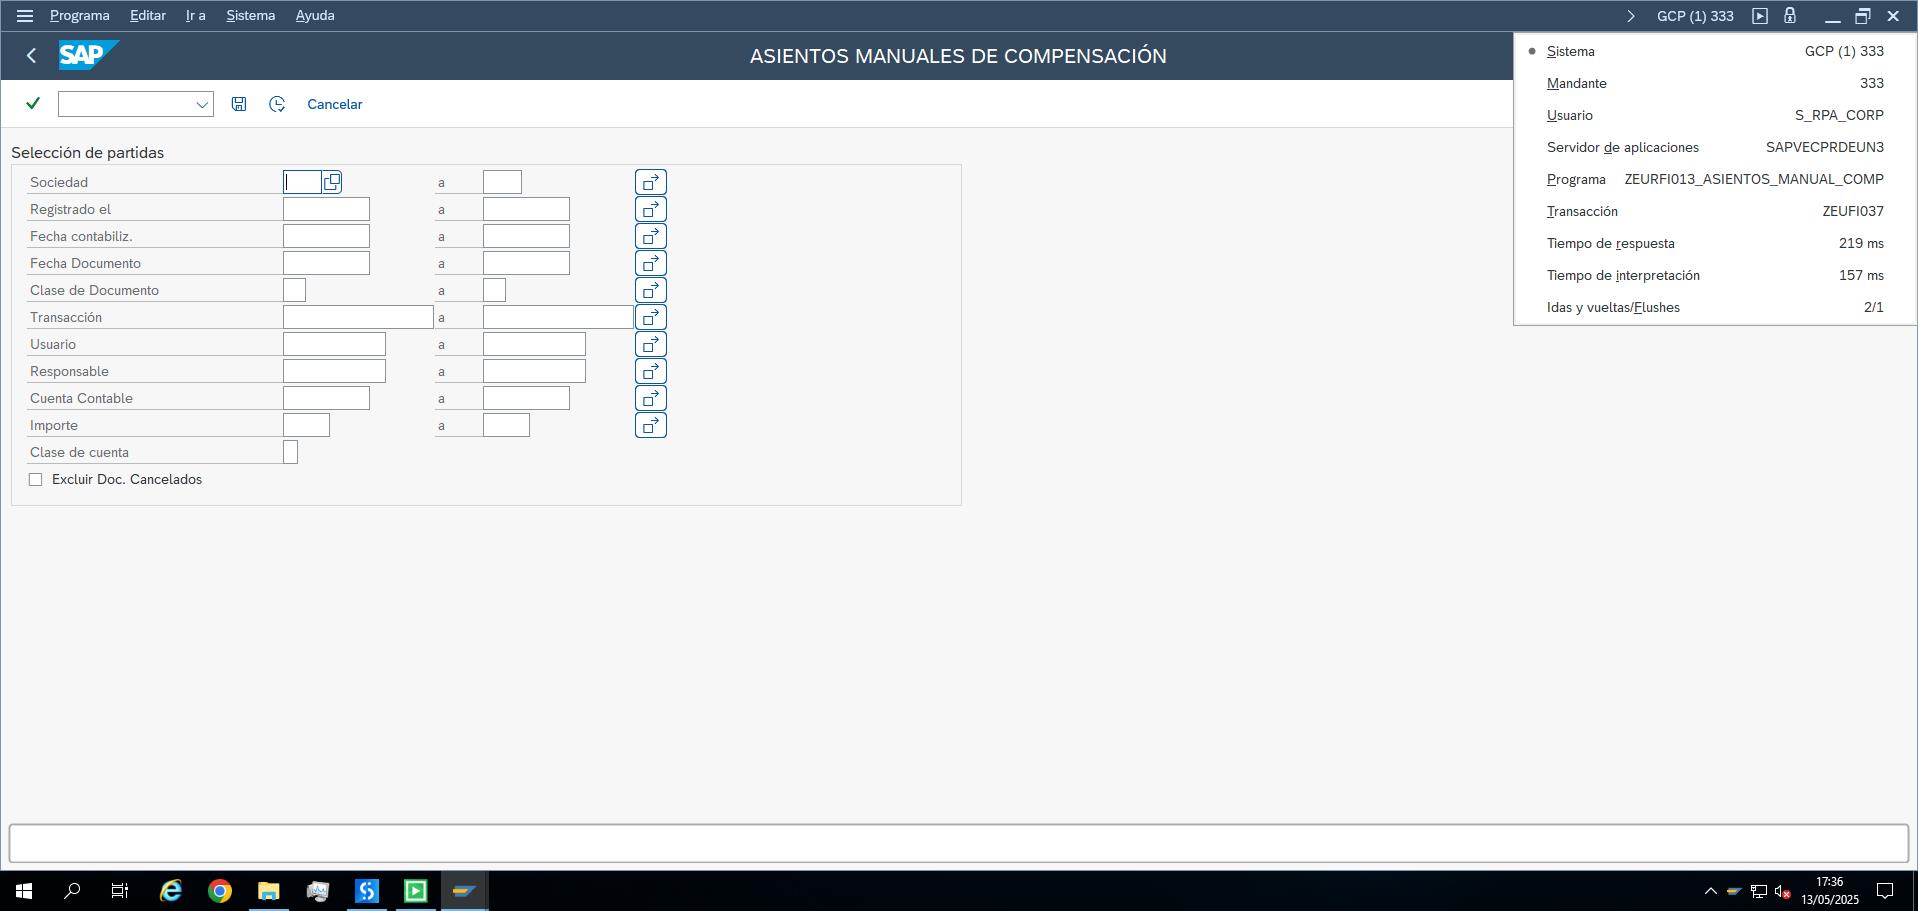 Programa Editar Ir a Sistema Ayuda GCP (1) 333
SAP ASIENTOS MANUALES DE COMPENSACIÓN
Cancelar
Sistema GCP (1) 333
Mandante 333
Usuario S_RPA_CORP
Servidor de aplicaciones SAPVECPRDEUN3
Programa ZEURFI013_ASIENTOS_MANUAL_COMP
Transacción ZEUFI037
Tiempo de respuesta 219 ms
Tiempo de interpretación 157 ms
Idas y vueltas/Flushes 2/1
Selección de partidas
Sociedad a
Registrado el a
Fecha contabiliz. a
Fecha Documento a
Clase de Documento a
Transacción a
Usuario a
Responsable a
Cuenta Contable a
Importe a
Clase de cuenta
Excluir Doc. Cancelados
17:36
13/05/2025